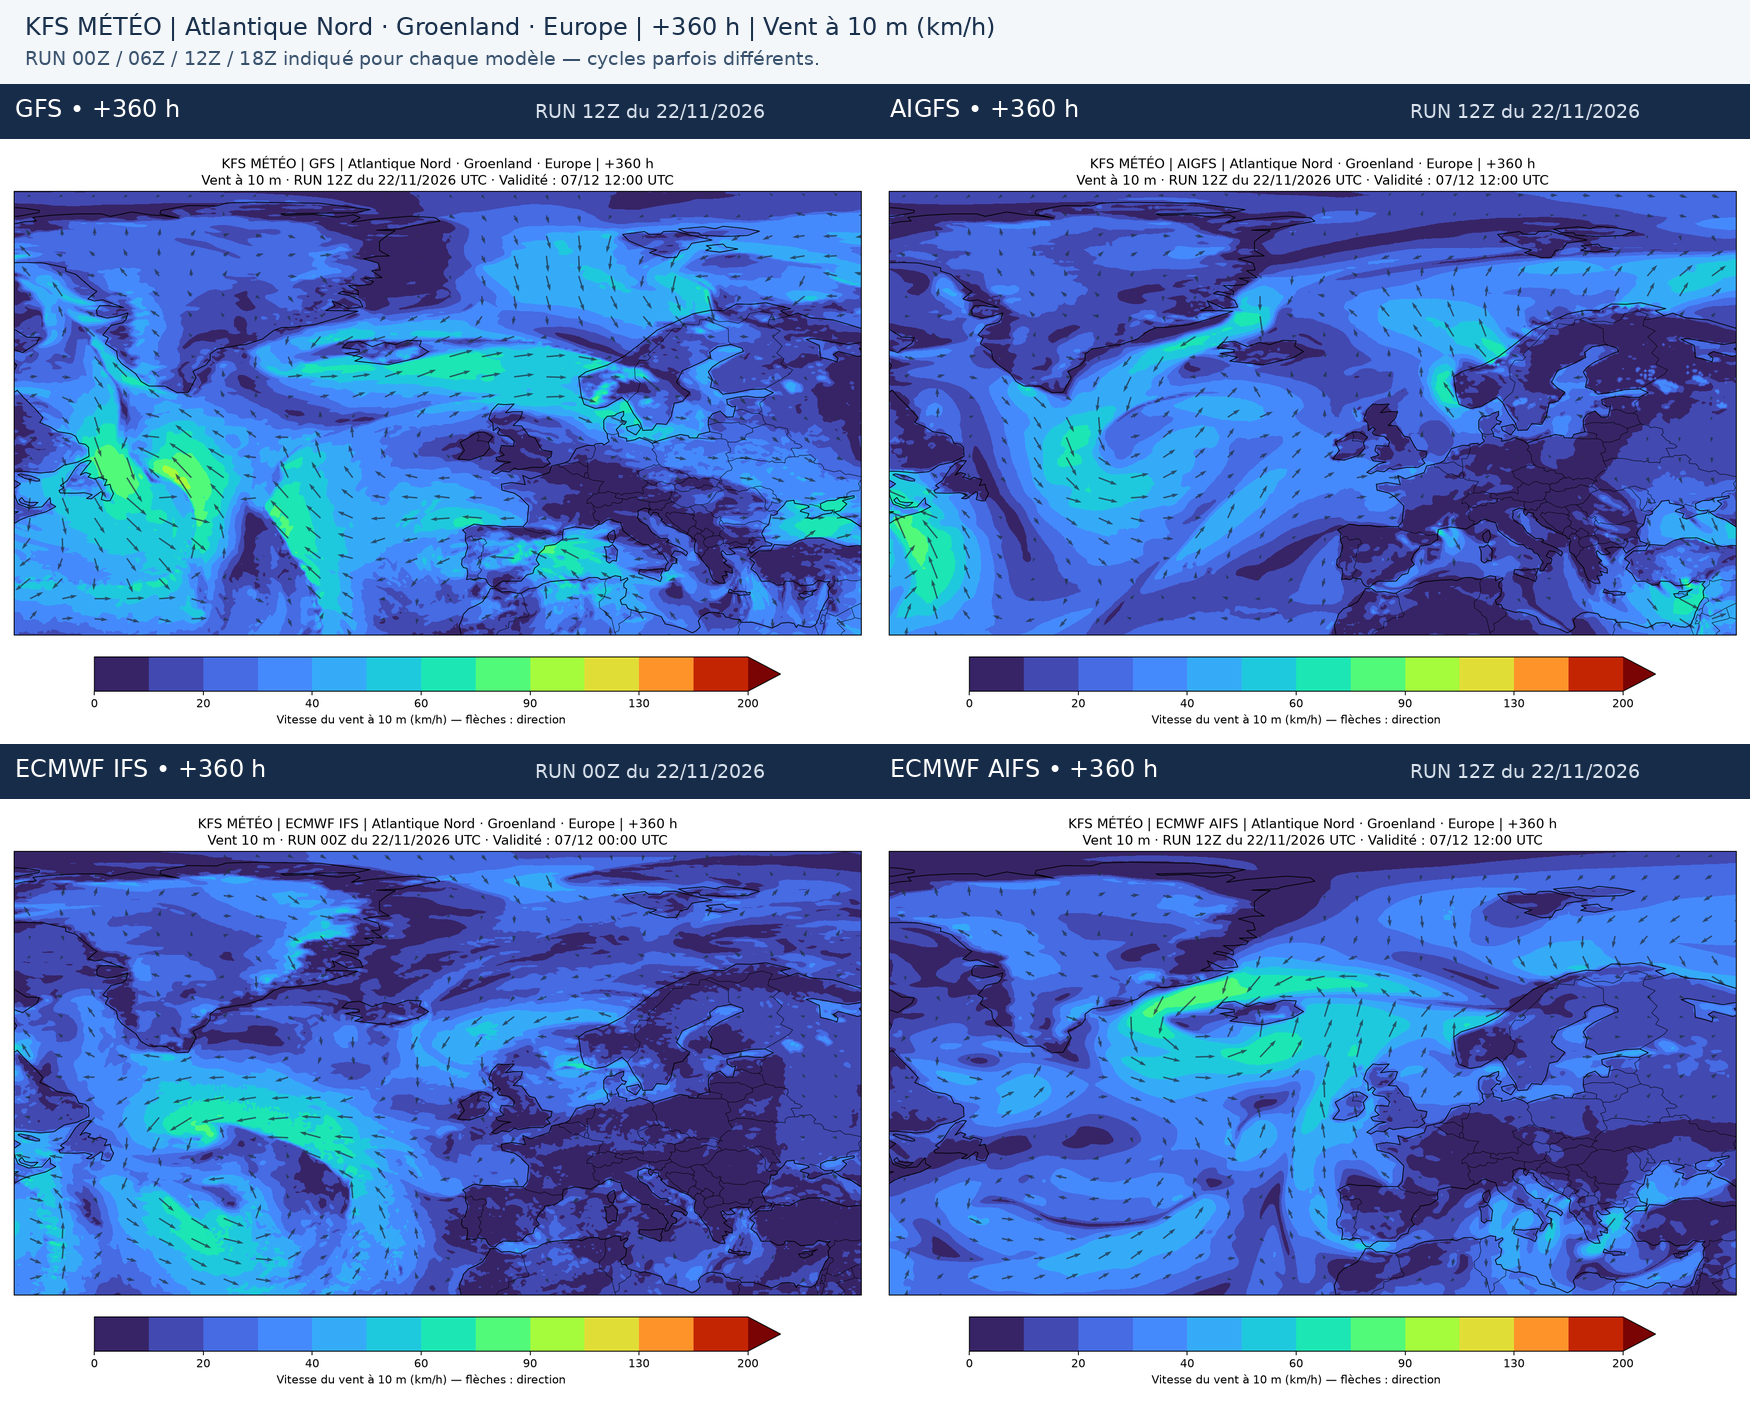 KFS MÉTÉO | Atlantique Nord · Groenland · Europe | +360 h | Vent à 10 m (km/h)
RUN 00Z / 06Z / 12Z / 18Z indiqué pour chaque modèle — cycles parfois différents.
GFS • +360 h
RUN 12Z du 22/11/2026
AIGFS • +360 h
RUN 12Z du 22/11/2026
KFS MÉTÉO | GFS | Atlantique Nord · Groenland · Europe | +360 h
Vent à 10 m · RUN 12Z du 22/11/2026 UTC · Validité : 07/12 12:00 UTC
KFS MÉTÉO | AIGFS | Atlantique Nord · Groenland · Europe | +360 h
Vent à 10 m · RUN 12Z du 22/11/2026 UTC · Validité : 07/12 12:00 UTC
0 20 40 60 90 130 200
Vitesse du vent à 10 m (km/h) — flèches : direction
0 20 40 60 90 130 200
Vitesse du vent à 10 m (km/h) — flèches : direction
ECMWF IFS • +360 h
RUN 00Z du 22/11/2026
ECMWF AIFS • +360 h
RUN 12Z du 22/11/2026
KFS MÉTÉO | ECMWF IFS | Atlantique Nord · Groenland · Europe | +360 h
Vent 10 m · RUN 00Z du 22/11/2026 UTC · Validité : 07/12 00:00 UTC
KFS MÉTÉO | ECMWF AIFS | Atlantique Nord · Groenland · Europe | +360 h
Vent 10 m · RUN 12Z du 22/11/2026 UTC · Validité : 07/12 12:00 UTC
0 20 40 60 90 130 200
Vitesse du vent à 10 m (km/h) — flèches : direction
0 20 40 60 90 130 200
Vitesse du vent à 10 m (km/h) — flèches : direction